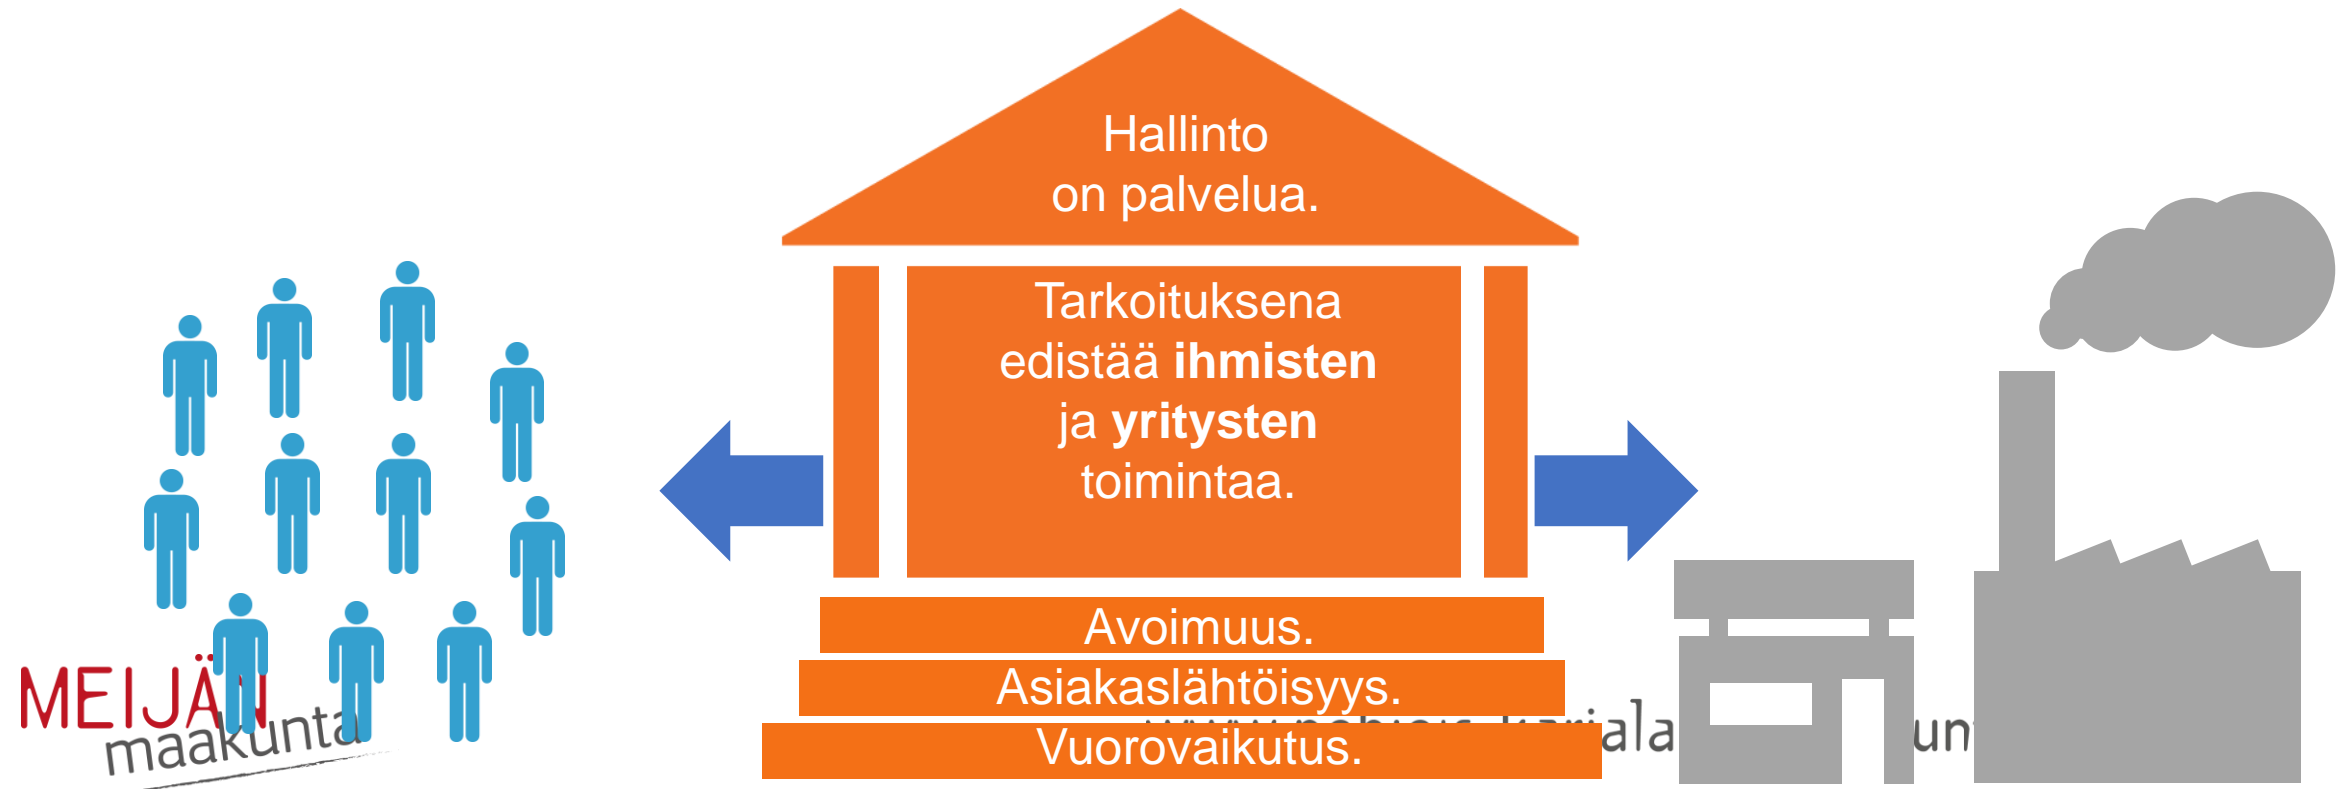 Hallinto
on palvelua.
Tarkoituksena
edistää ihmisten
ja yritysten
toimintaa.
Avoimuus.
Asiakaslähtöisyys.
Vuorovaikutus.
MEIJÄN
maakunta